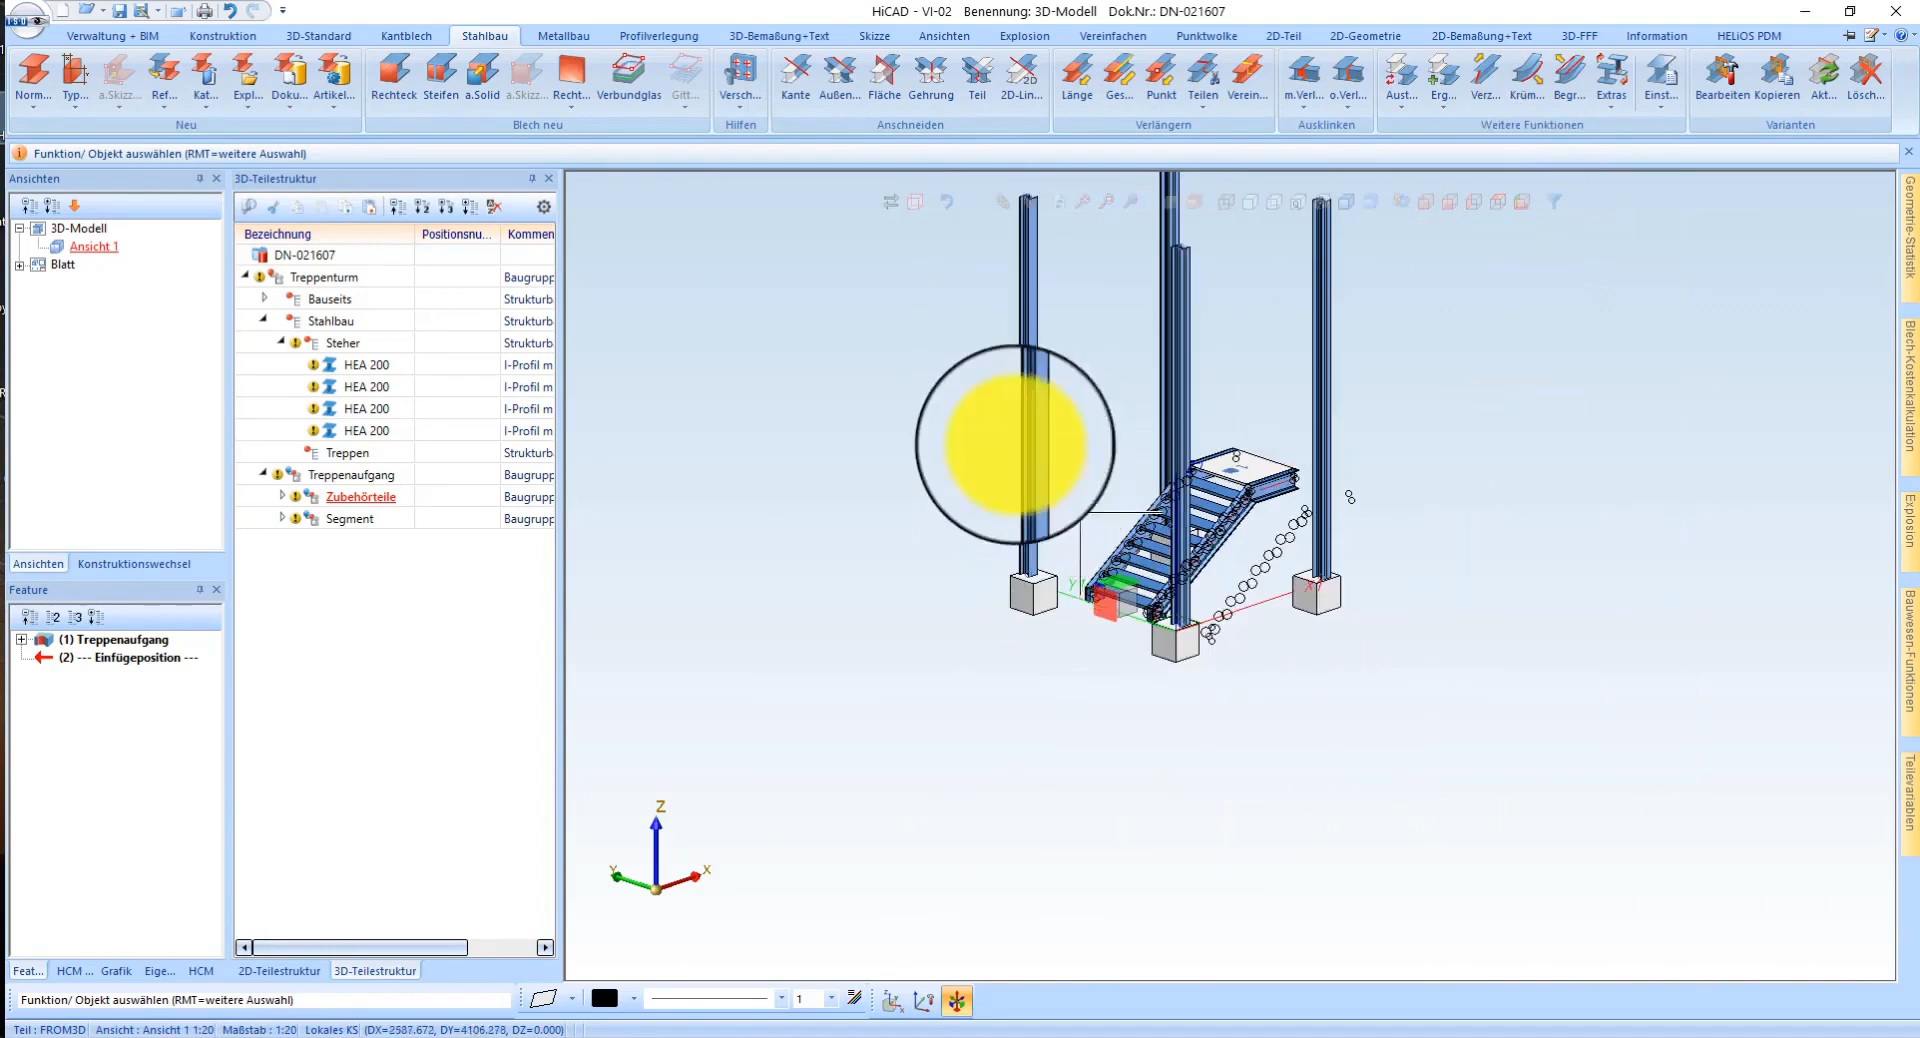 HiCAD - VI-02 Benennung: 3D-Modell Dok.Nr.: DN-021607
Verwaltung + BIM Konstruktion 3D-Standard Kantblech Stahlbau Metallbau Profilverlegung 3D-Bemaßung+Text Skizze Ansichten Explosion Vereinfachen Punktwolke 2D-Teil 2D-Geometrie 2D-Bemaßung+Text 3D-FFF Information HELiOS PDM
Norm... Typ... a.Skizz... Ref... Kat... Expl... Doku... Artikel... Rechteck Steifen a.Solid a.Skizz... Recht... Verbundglas Gitt... Versch... Kante Außen... Fläche Gehrung Teil 2D-Lin... Länge Ges... Punkt Teilen Verein... m.Verl... o.Verl... Aust... Erg... Verz... Krüm... Begr... Extras Einst... Bearbeiten Kopieren Akt... Lösch...
Neu Blech neu Hilfen Anschneiden Verlängern Ausklinken Weitere Funktionen Varianten
Funktion/ Objekt auswählen (RMT=weitere Auswahl)
Ansichten
3D-Modell
Ansicht 1
Blatt
Ansichten Konstruktionswechsel
Feature
(1) Treppenaufgang
(2) --- Einfügeposition ---
Feat... HCM ... Grafik Eige... HCM
3D-Teilestruktur
Bezeichnung Positionsnu... Kommen
DN-021607
Treppenturm Baugrupp
Bauseits Strukturb
Stahlbau Strukturb
Steher Strukturb
HEA 200 I-Profil m
HEA 200 I-Profil m
HEA 200 I-Profil m
HEA 200 I-Profil m
Treppen Strukturb
Treppenaufgang Baugrupp
Zubehörteile Baugrupp
Segment Baugrupp
2D-Teilestruktur 3D-Teilestruktur
Z
Y
X
Geometrie-Statistik
Blech-Kostenkalkulation
Explosion
Bauwesen-Funktionen
Teilevariablen
Funktion/ Objekt auswählen (RMT=weitere Auswahl) 1
Teil : FROM3D Ansicht : Ansicht 1 1:20 Maßstab : 1:20 Lokales KS (DX=2587.672, DY=4106.278, DZ=0.000)